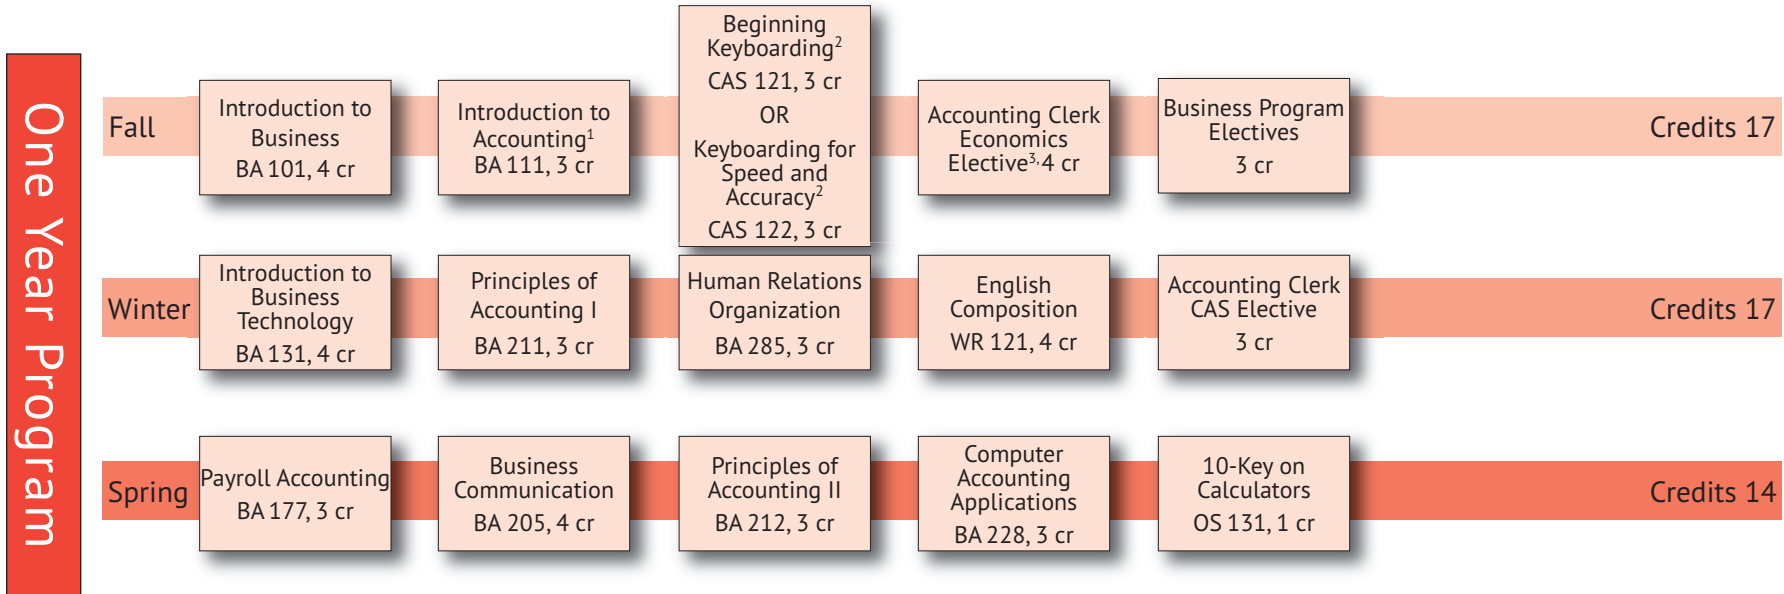 One Year Program
Fall
Introduction to
Business
BA 101, 4 cr
Introduction to
Accounting¹
BA 111, 3 cr
Beginning
Keyboarding²
CAS 121, 3 cr
OR
Keyboarding for
Speed and
Accuracy²
CAS 122, 3 cr
Accounting Clerk
Economics
Elective³, 4 cr
Business Program
Electives
3 cr
Credits 17
Winter
Introduction to
Business
Technology
BA 131, 4 cr
Principles of
Accounting I
BA 211, 3 cr
Human Relations
Organization
BA 285, 3 cr
English
Composition
WR 121, 4 cr
Accounting Clerk
CAS Elective
3 cr
Credits 17
Spring
Payroll Accounting
BA 177, 3 cr
Business
Communication
BA 205, 4 cr
Principles of
Accounting II
BA 212, 3 cr
Computer
Accounting
Applications
BA 228, 3 cr
10-Key on
Calculators
OS 131, 1 cr
Credits 14